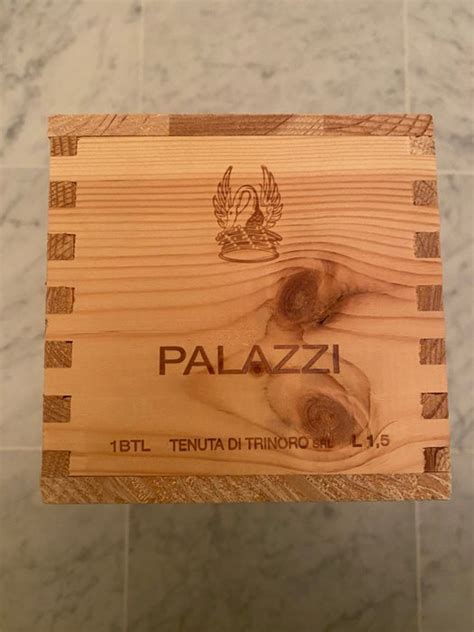 PALAZZI
1BTL TENUTA DI TRINORO SRL L 1,5